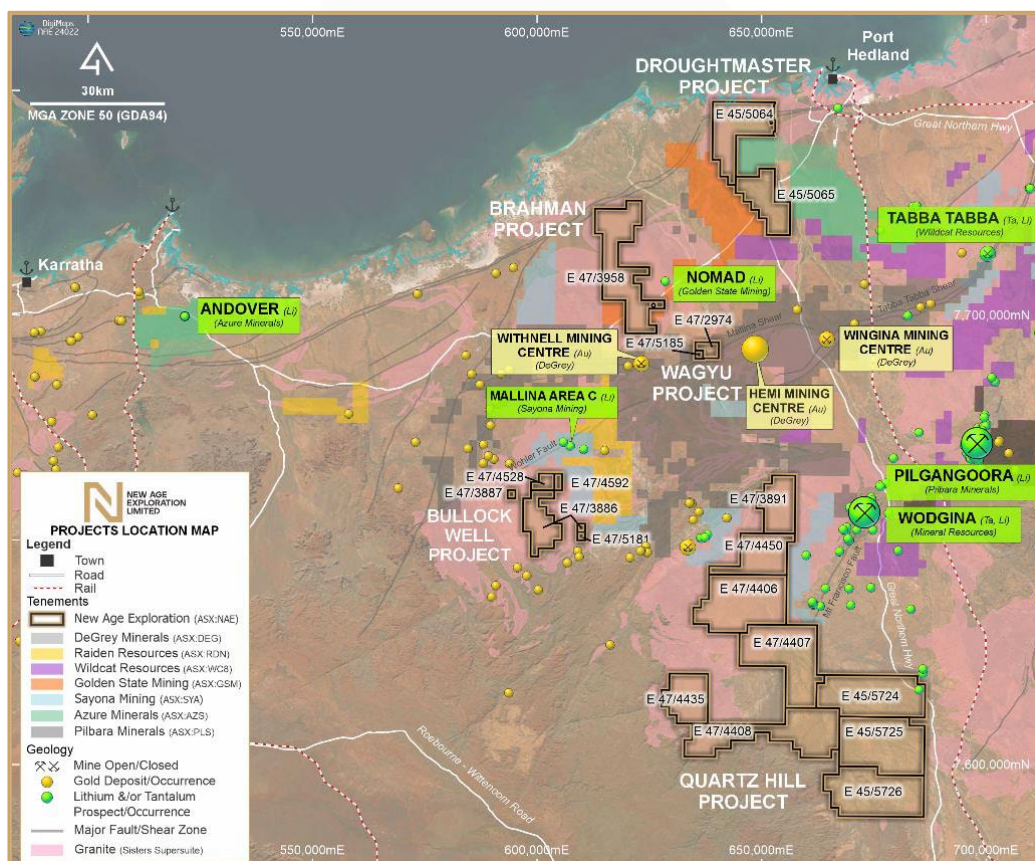 DigiMaps
NAE 24022
30km
MGA ZONE 50 (GDA94)
550,000mE
600,000mE
650,000mE
Port
Hedland
DROUGHTMASTER
PROJECT
E 45/5064
Great Northern Hwy
E 45/5065
BRAHMAN
PROJECT
TABBA TABBA (Ta, Li)
(Wildcat Resources)
Karratha
E 47/3958
NOMAD (Li)
(Golden State Mining)
Tabba Tabba Shear
ANDOVER (Li)
(Azure Minerals)
Mallina Shear
7,700,000mN
E 47/2974
WITHNELL MINING
CENTRE (Au)
(DeGrey)
E 47/5185
WAGYU
PROJECT
WINGINA MINING
CENTRE (Au)
(DeGrey)
HEMI MINING
CENTRE (Au)
(DeGrey)
MALLINA AREA C (Li)
(Sayona Mining)
Wohler Fault
E 47/4528
E 47/4592
E 47/3887
E 47/3886
E 47/5181
BULLOCK
WELL
PROJECT
E 47/3891
PILGANGOORA (Li)
(Pilbara Minerals)
WODGINA (Ta, Li)
(Mineral Resources)
E 47/4450
E 47/4406
Mt Francisco Fault
Great Northern Hwy
E 47/4407
E 47/4435
E 45/5724
E 47/4408
E 45/5725
7,600,000mN
QUARTZ HILL
PROJECT
E 45/5726
Roebourne - Wittenoom Road
550,000mE
600,000mE
650,000mE
700,000mE
NEW AGE
EXPLORATION
LIMITED
PROJECTS LOCATION MAP
Legend
Town
Road
Rail
Tenements
New Age Exploration (ASX:NAE)
DeGrey Minerals (ASX:DEG)
Raiden Resources (ASX:RDN)
Wildcat Resources (ASX:WC8)
Golden State Mining (ASX:GSM)
Sayona Mining (ASX:SYA)
Azure Minerals (ASX:AZS)
Pilbara Minerals (ASX:PLS)
Geology
Mine Open/Closed
Gold Deposit/Occurrence
Lithium &/or Tantalum
Prospect/Occurrence
Major Fault/Shear Zone
Granite (Sisters Supersuite)